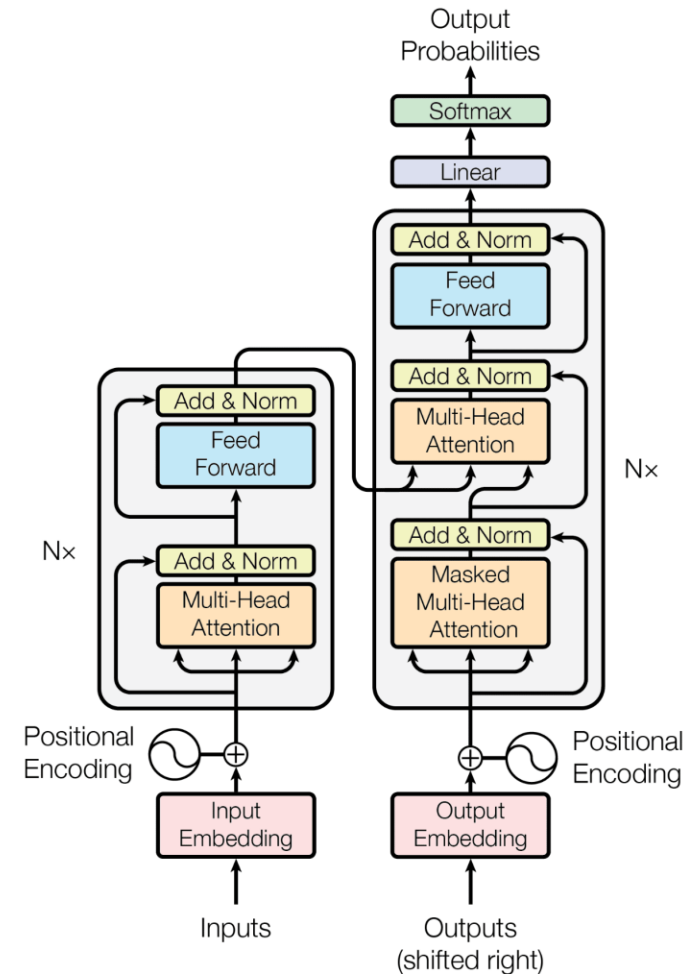 Output
Probabilities
Softmax
Linear
Add & Norm
Feed
Forward
Add & Norm
Multi-Head
Attention
Add & Norm
Masked
Multi-Head
Attention
Nx
Add & Norm
Feed
Forward
Add & Norm
Multi-Head
Attention
N×
Positional
Encoding
Positional
Encoding
Input
Embedding
Output
Embedding
Inputs
Outputs
(shifted right)